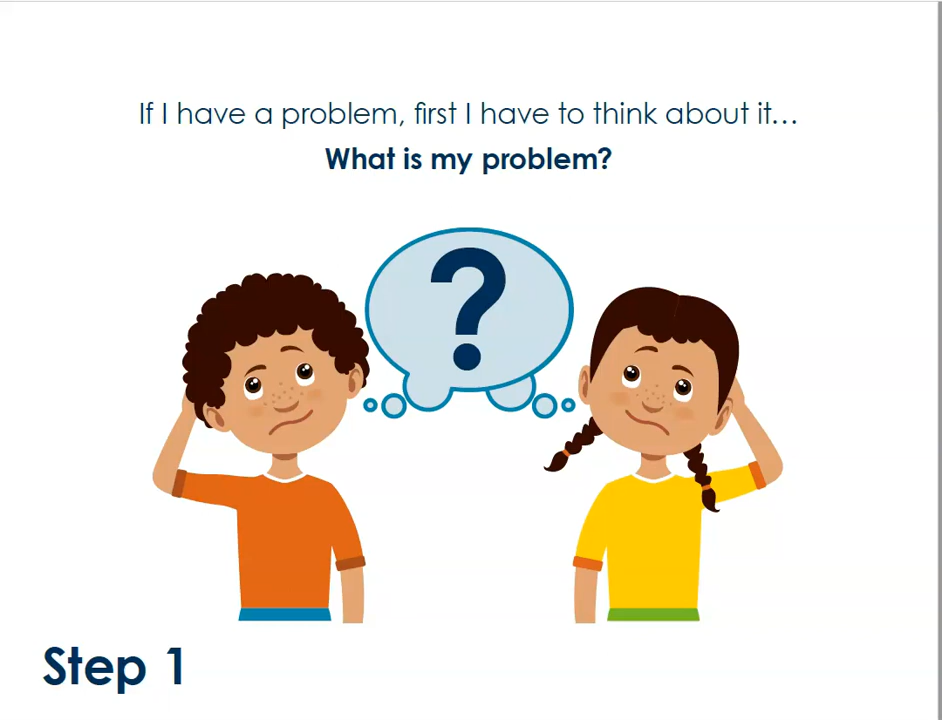 If I have a problem, first I have to think about it...
What is my problem?
?
Step 1